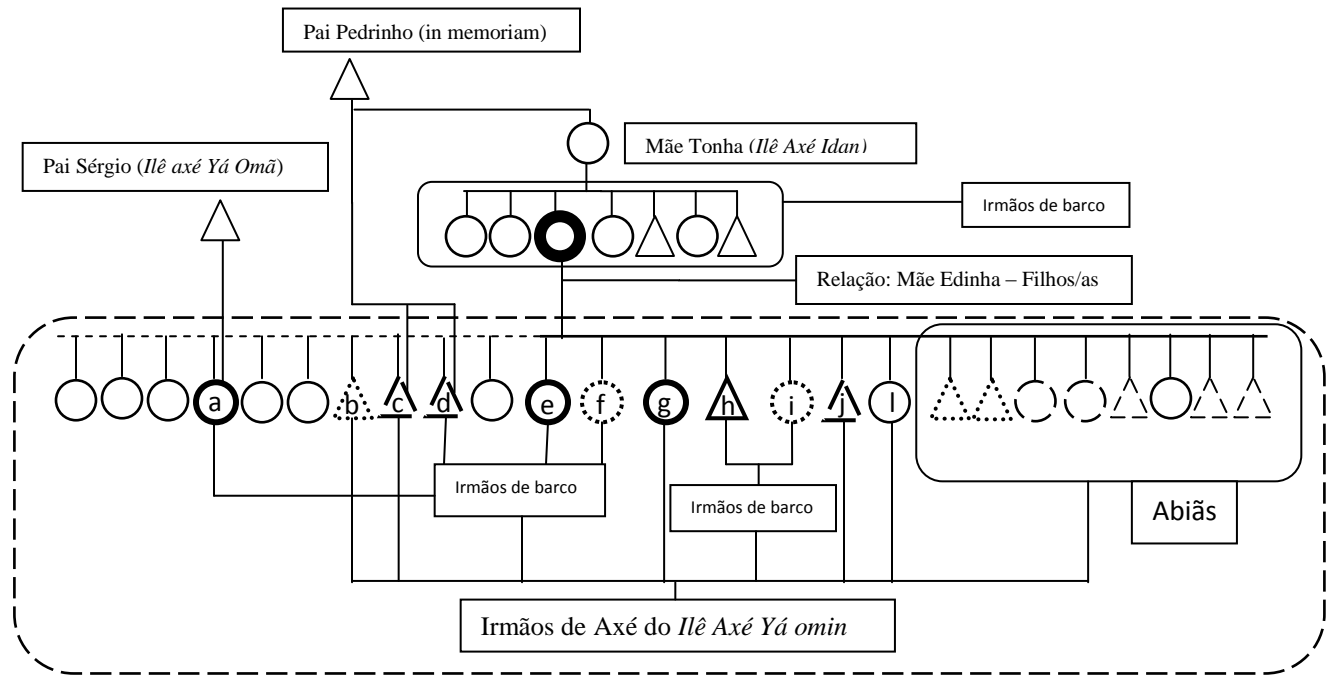 Pai Pedrinho (in memoriam)
Mãe Tonha (Ilê Axé Idan)
Pai Sérgio (Ilê axé Yá Omã)
Irmãos de barco
Relação: Mãe Edinha – Filhos/as
a
b
c
d
e
f
g
h
i
j
l
Irmãos de barco
Irmãos de barco
Abiãs
Irmãos de Axé do Ilê Axé Yá omin